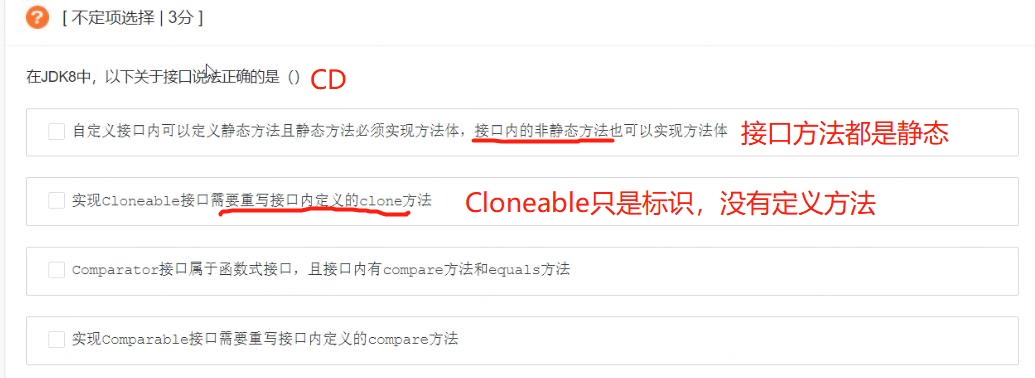 [ 不定项选择 | 3分 ]
在JDK8中，以下关于接口说法正确的是（） CD
自定义接口内可以定义静态方法且静态方法必须实现方法体，接口内的非静态方法也可以实现方法体 接口方法都是静态
实现Cloneable接口需要重写接口内定义的clone方法 Cloneable只是标识，没有定义方法
Comparator接口属于函数式接口，且接口内有compare方法和equals方法
实现Comparable接口需要重写接口内定义的compare方法